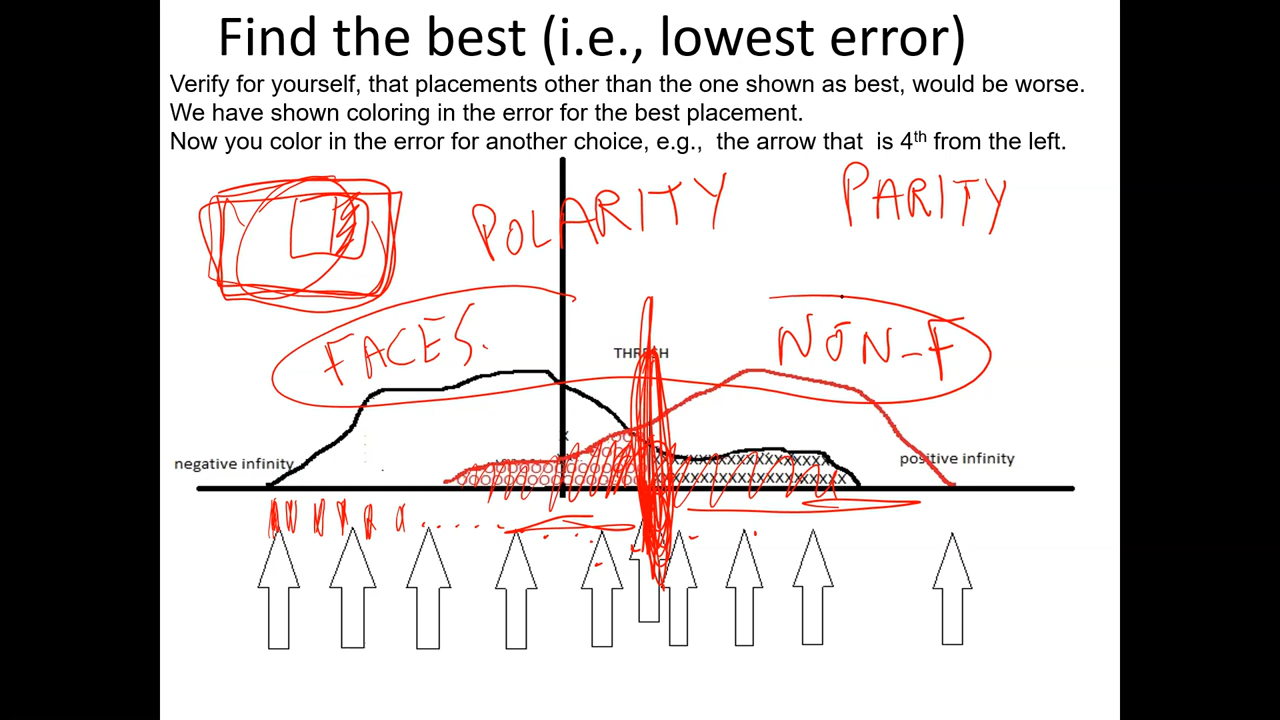 Find the best (i.e., lowest error)
Verify for yourself, that placements other than the one shown as best, would be worse.
We have shown coloring in the error for the best placement.
Now you color in the error for another choice, e.g., the arrow that is 4th from the left.
POLARITY PARITY
FACES. NON-F
THRESH
negative infinity positive infinity